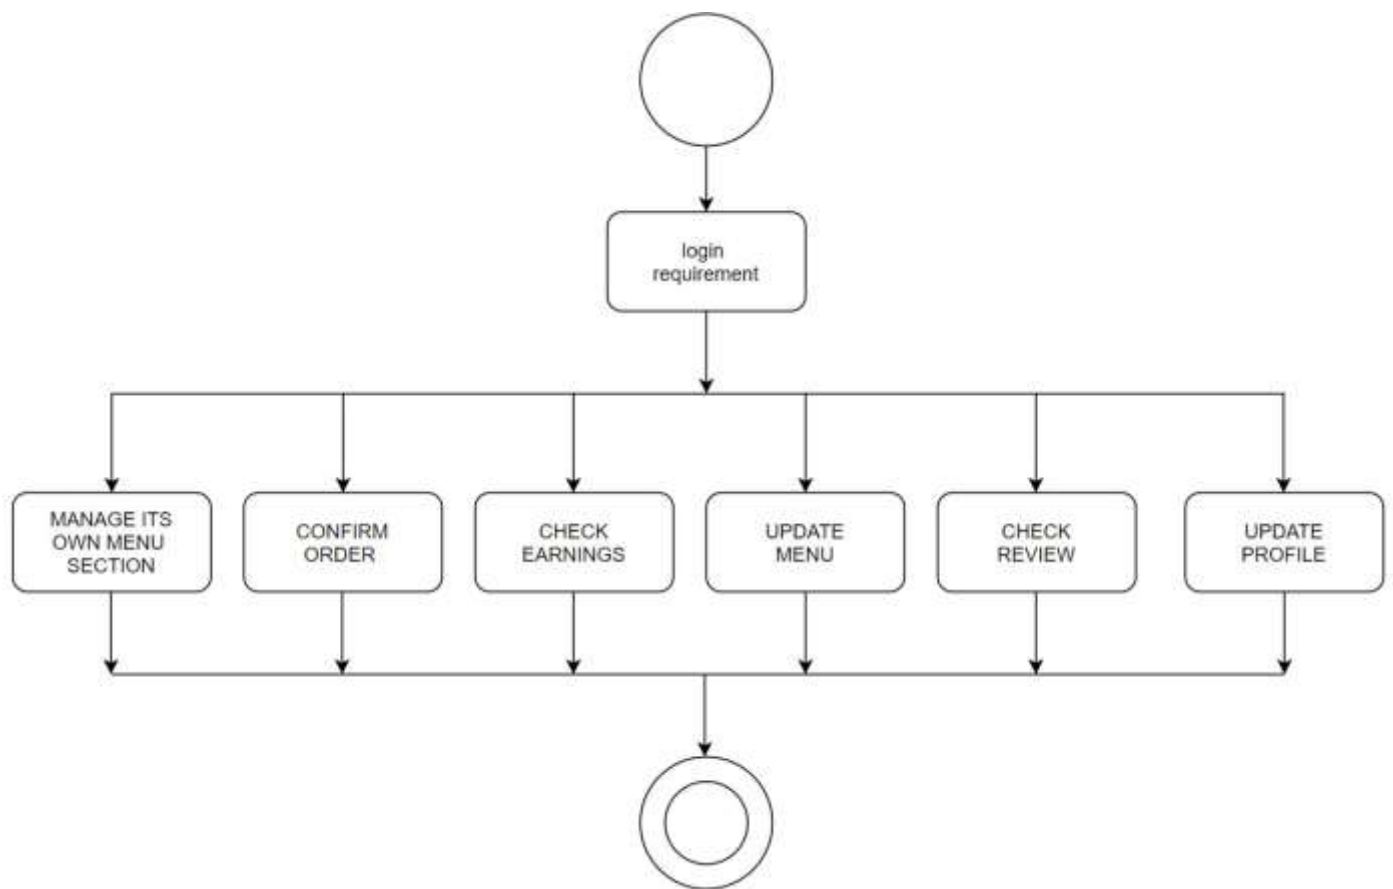 login
requirement
MANAGE ITS
OWN MENU
SECTION
CONFIRM
ORDER
CHECK
EARNINGS
UPDATE
MENU
CHECK
REVIEW
UPDATE
PROFILE